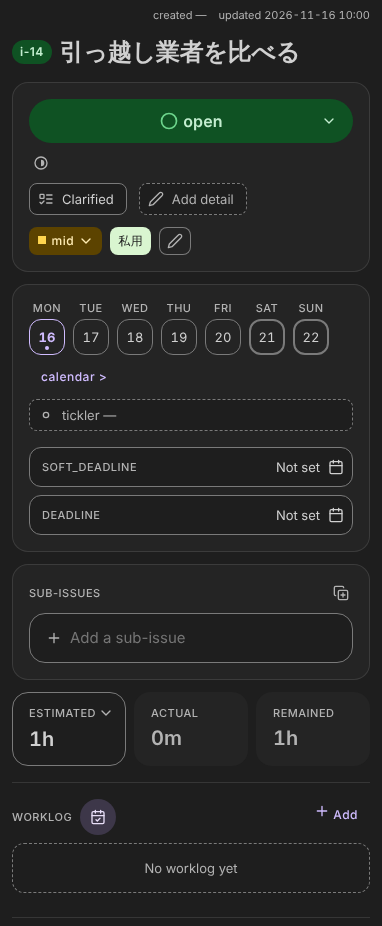 created — updated 2026-11-16 10:00
i-14 引っ越し業者を比べる
open
Clarified Add detail
mid 私用
MON TUE WED THU FRI SAT SUN
16 17 18 19 20 21 22
calendar >
tickler —
SOFT_DEADLINE Not set
DEADLINE Not set
SUB-ISSUES
+ Add a sub-issue
ESTIMATED ACTUAL REMAINED
1h 0m 1h
WORKLOG + Add
No worklog yet